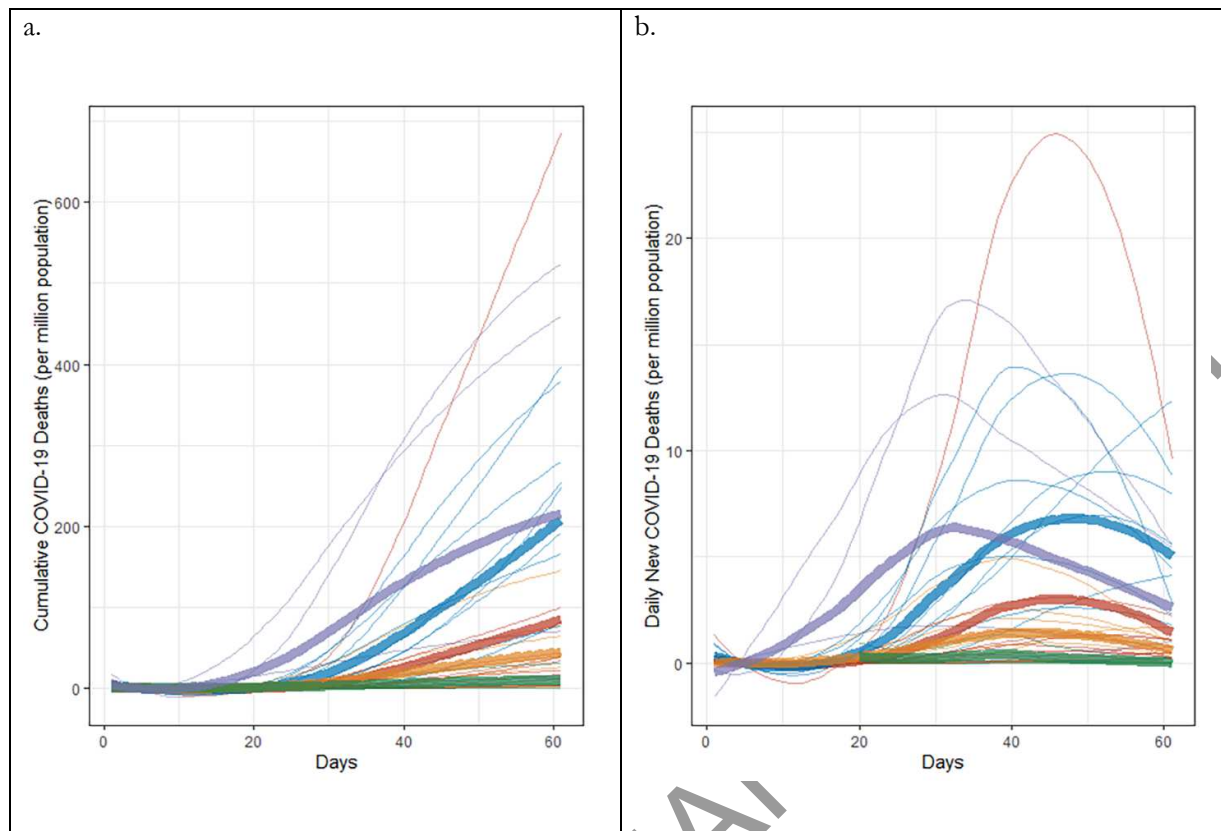 a.
b.
Cumulative COVID-19 Deaths (per million population)
600
400
200
0
0 20 40 60
Days
Daily New COVID-19 Deaths (per million population)
20
10
0
0 20 40 60
Days